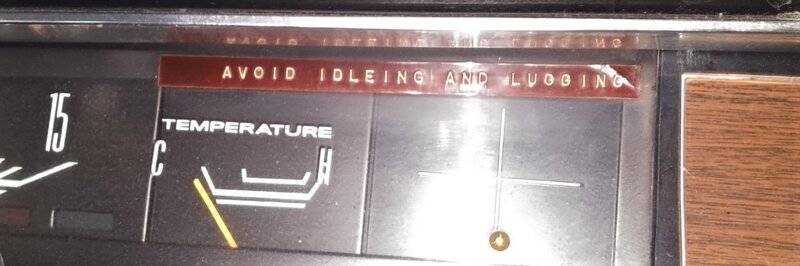 AVOID IDLEING AND LUGGING
15
TEMPERATURE
C H